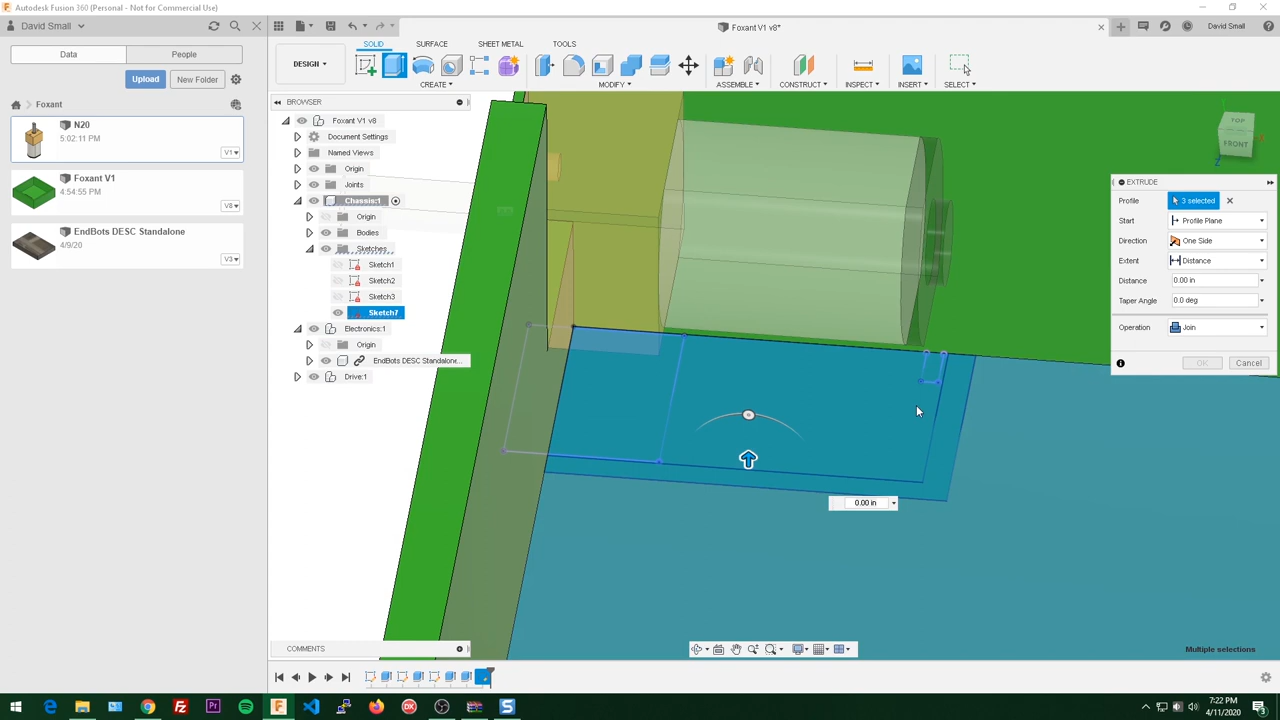 Autodesk Fusion 360 (Personal - Not for Commercial Use)
David Small
Foxant V1 v8*
David Small
Data
People
DESIGN
SOLID
SURFACE
SHEET METAL
TOOLS
Upload
New Folder
CREATE
MODIFY
ASSEMBLE
CONSTRUCT
INSPECT
INSERT
SELECT
Foxant
BROWSER
N20
5:02:11 PM
V1
Foxant V1 v8
TOP
FRONT
X
Z
Document Settings
Named Views
Origin
Foxant V1
4:54:55 PM
V8
Joints
Chassis:1
Origin
Bodies
EndBots DESC Standalone
4/9/20
V3
Sketches
Sketch1
Sketch2
Sketch3
Sketch7
Electronics:1
Origin
EndBots DESC Standalone...
Drive:1
EXTRUDE
Profile
3 selected
Start
Profile Plane
Direction
One Side
Extent
Distance
Distance
0.00 in
Taper Angle
0.0 deg
Operation
Join
OK
Cancel
0.00 in
COMMENTS
Multiple selections
7:22 PM
4/11/2020
3